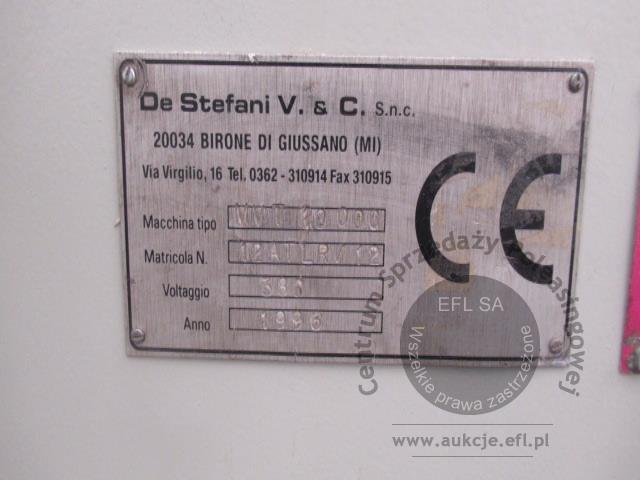 De Stefani V. & C. S.n.c.
20034 BIRONE DI GIUSSANO (MI)
Via Virgilio, 16 Tel. 0362 - 310914 Fax 310915
Macchina tipo
Matricola N.
Voltaggio 380
Anno 1996
CE
Centrum Sprzedaży Poleasingowej
EFL SA
Wszelkie prawa zastrzeżone
www.aukcje.efl.pl